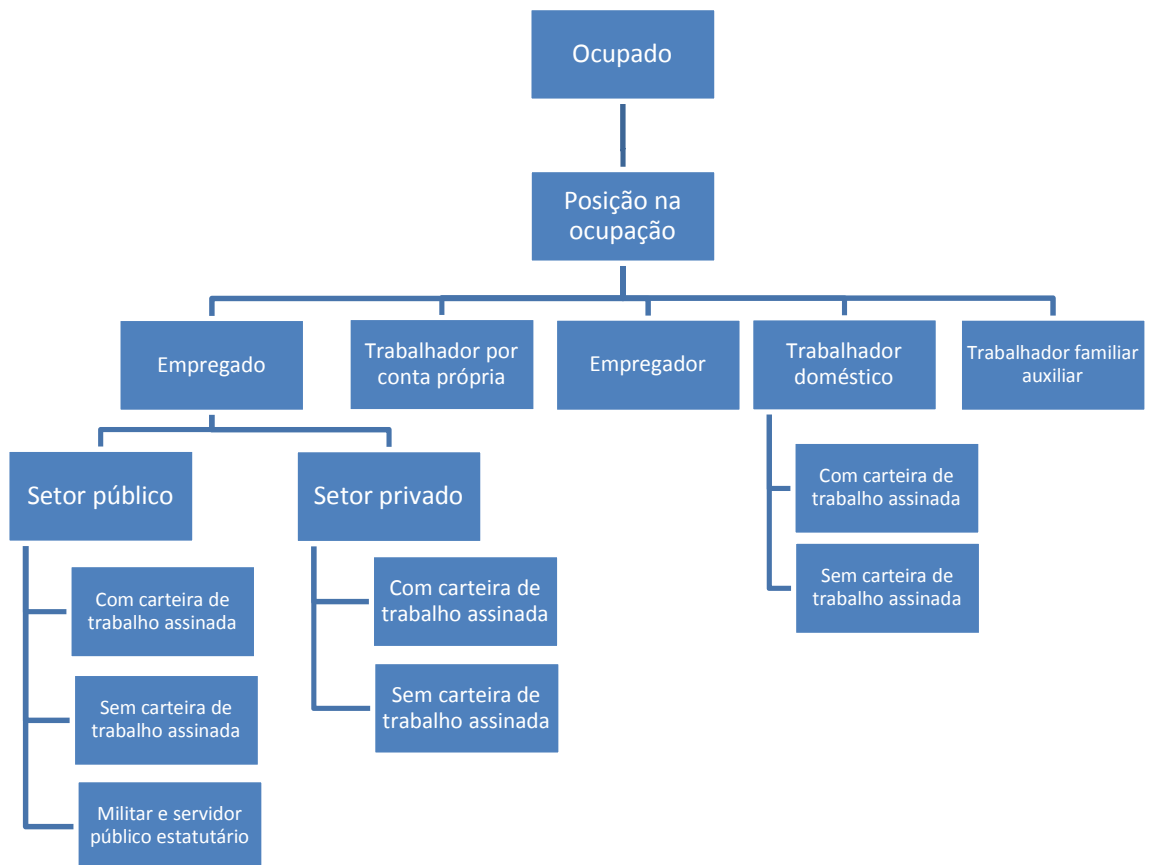 Ocupado
Posição na
ocupação
Empregado
Trabalhador por
conta própria
Empregador
Trabalhador
doméstico
Trabalhador familiar
auxiliar
Setor público
Setor privado
Com carteira de
trabalho assinada
Sem carteira de
trabalho assinada
Militar e servidor
público estatutário
Com carteira de
trabalho assinada
Sem carteira de
trabalho assinada
Com carteira de
trabalho assinada
Sem carteira de
trabalho assinada